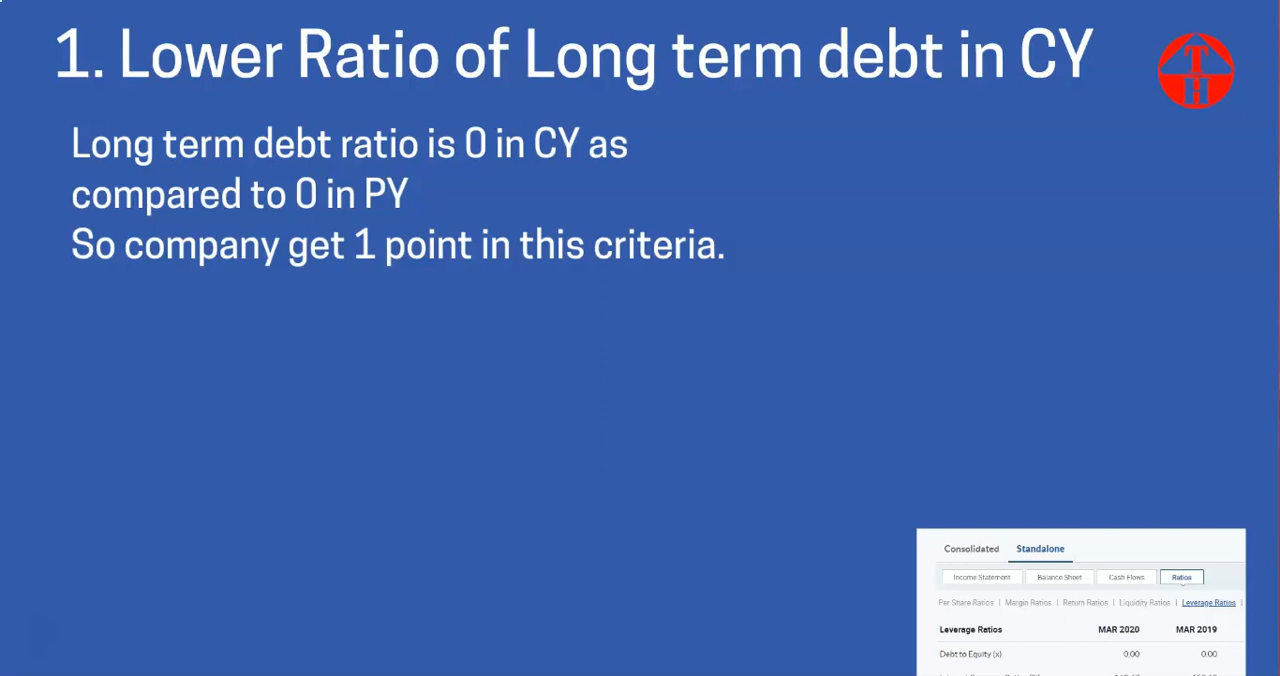 1. Lower Ratio of Long term debt in CY
T
H
Long term debt ratio is 0 in CY as
compared to 0 in PY
So company get 1 point in this criteria.
Consolidated Standalone
Income Statement Balance Sheet Cash Flows Ratios
Per Share Ratios | Margin Ratios | Return Ratios | Liquidity Ratios | Leverage Ratios |
Leverage Ratios MAR 2020 MAR 2019
Debt to Equity (x) 0.00 0.00